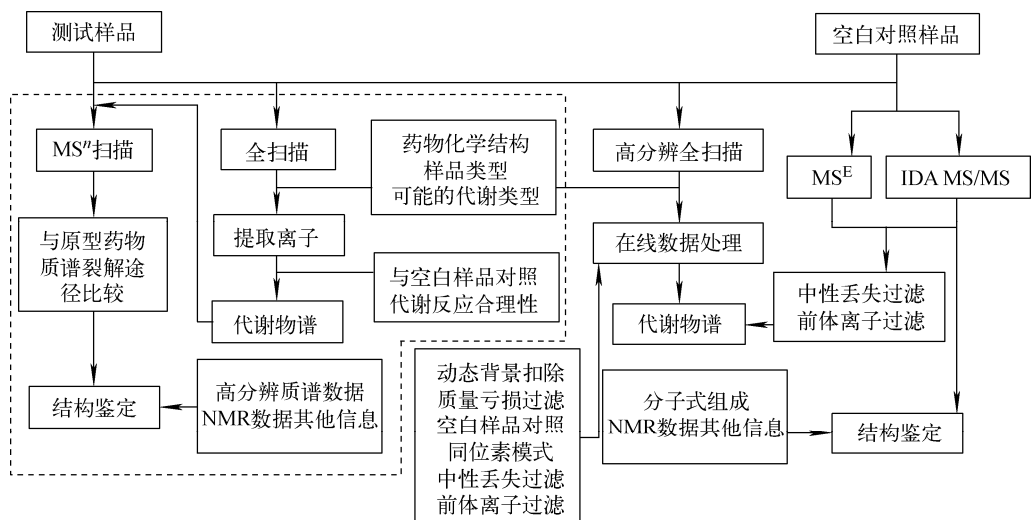 测试样品
空白对照样品
MSⁿ扫描
全扫描
药物化学结构
样品类型
可能的代谢类型
高分辨全扫描
MSᴱ
IDA MS/MS
与原型药物
质谱裂解途
径比较
提取离子
在线数据处理
与空白样品对照
代谢反应合理性
中性丢失过滤
前体离子过滤
代谢物谱
代谢物谱
结构鉴定
高分辨质谱数据
NMR数据其他信息
动态背景扣除
质量亏损过滤
空白样品对照
同位素模式
中性丢失过滤
前体离子过滤
分子式组成
NMR数据其他信息
结构鉴定